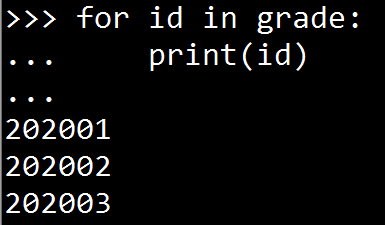 >>> for id in grade:
...     print(id)
...
202001
202002
202003